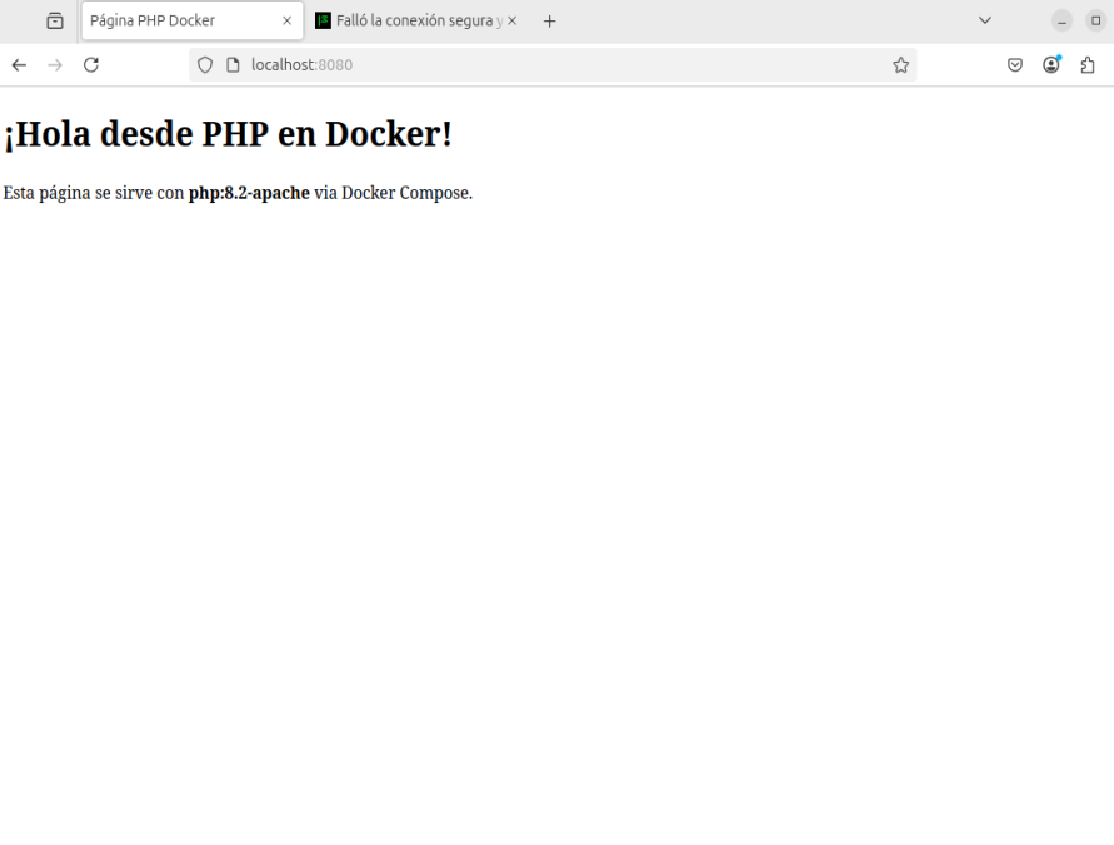 Página PHP Docker
Falló la conexión segura y
localhost:8080
¡Hola desde PHP en Docker!
Esta página se sirve con php:8.2-apache via Docker Compose.